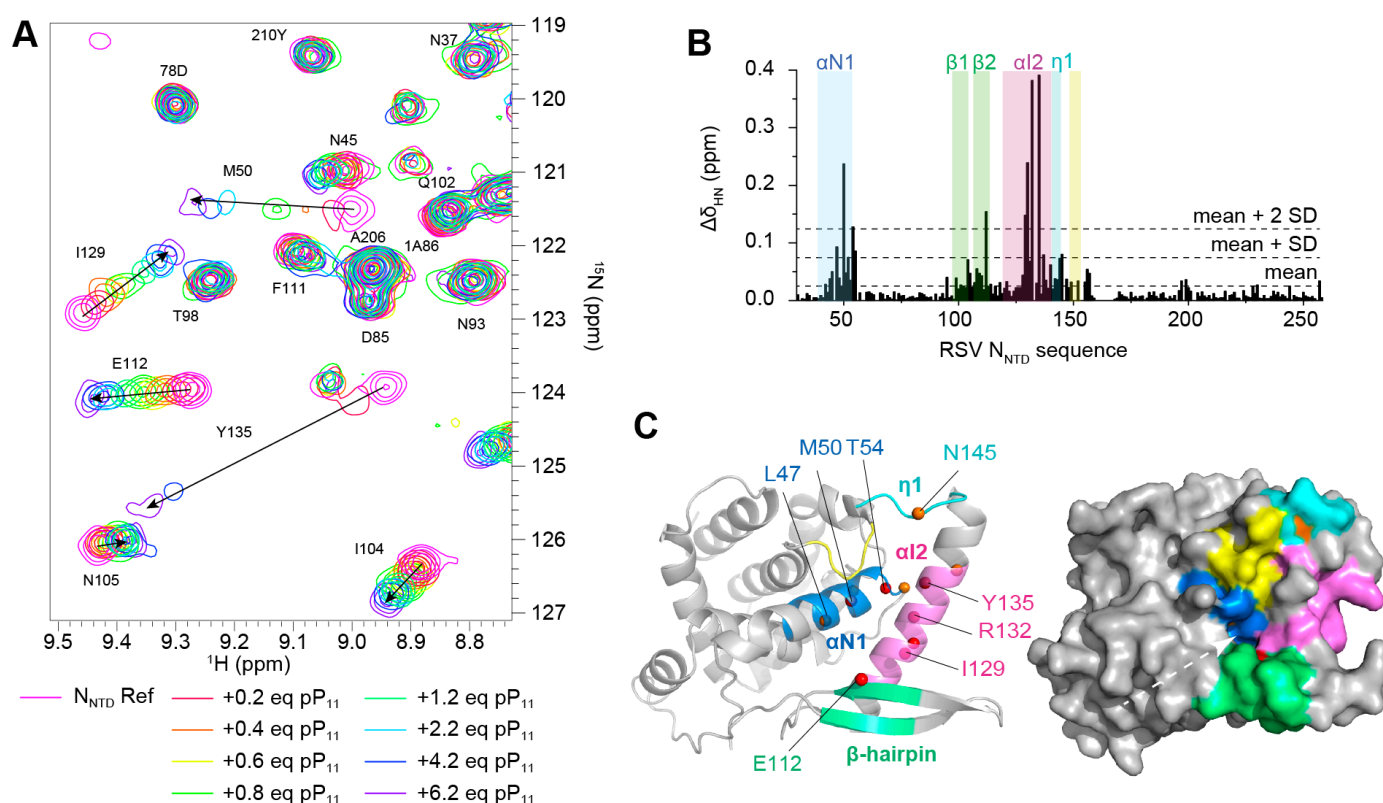 A
119
210Y
N37
78D
120
N45
M50
121
Q102
I129
A206
1A86
122
F111
T98
D85
N93
123
E112
124
Y135
125
126
N105
I104
127
¹⁵N (ppm)
9.5 9.4 9.3 9.2 9.1 9.0 8.9 8.8
¹H (ppm)
N_NTD Ref
+0.2 eq pP₁₁
+0.4 eq pP₁₁
+0.6 eq pP₁₁
+0.8 eq pP₁₁
+1.2 eq pP₁₁
+2.2 eq pP₁₁
+4.2 eq pP₁₁
+6.2 eq pP₁₁
B
αN1 β1 β2 αI2 η1
0.4
0.3
0.2
0.1
0.0
Δδ_HN (ppm)
mean + 2 SD
mean + SD
mean
50 100 150 200 250
RSV N_NTD sequence
C
M50 T54
L47
N145
η1
αI2
Y135
R132
αN1
I129
E112
β-hairpin